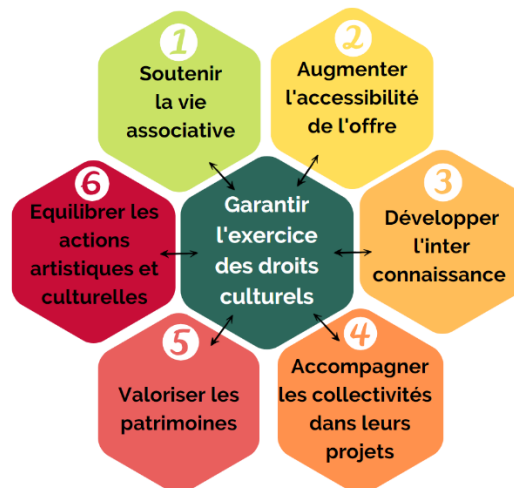 1
Soutenir
la vie
associative
2
Augmenter
l'accessibilité
de l'offre
3
Développer
l'inter
connaissance
4
Accompagner
les collectivités
dans leurs
projets
5
Valoriser les
patrimoines
6
Equilibrer les
actions
artistiques et
culturelles
Garantir
l'exercice
des droits
culturels